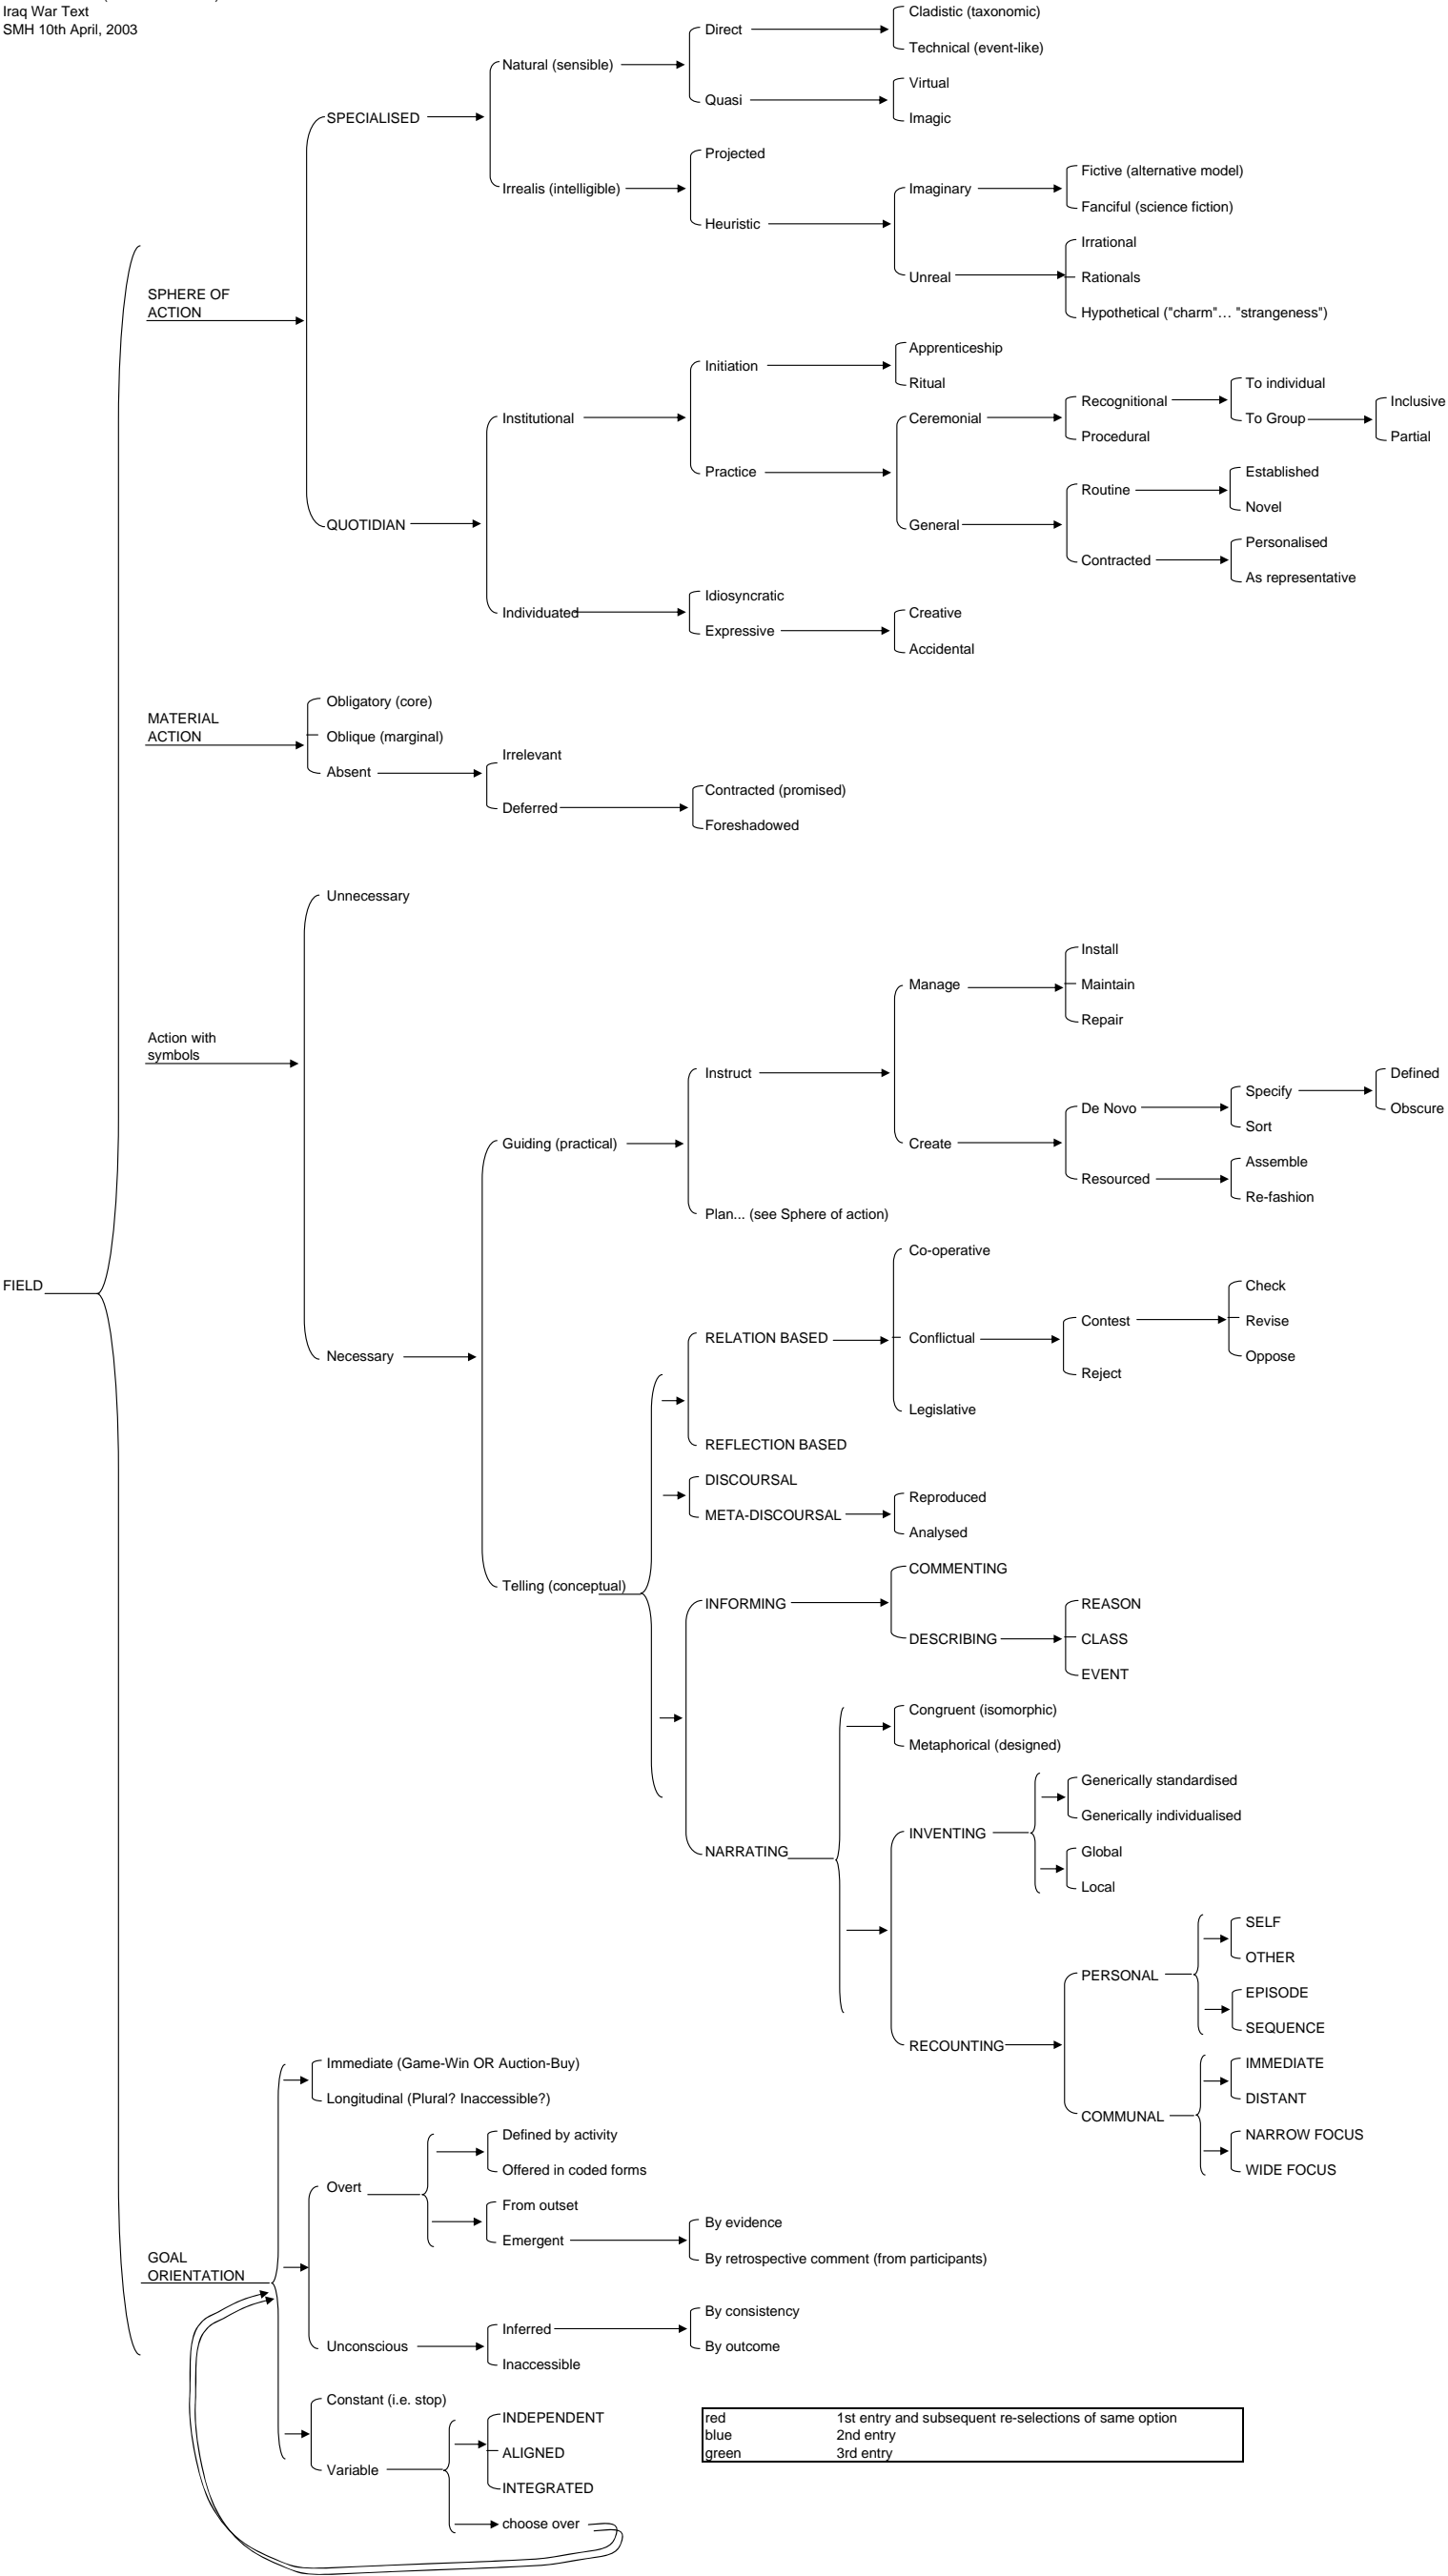 Iraq War Text
SMH 10th April, 2003
Cladistic (taxonomic)
Direct
Technical (event-like)
Natural (sensible)
Virtual
Quasi
Imagic
SPECIALISED
Projected
Fictive (alternative model)
Irrealis (intelligible)
Imaginary
Fanciful (science fiction)
Heuristic
Irrational
Unreal
Rationals
Hypothetical ("charm"… "strangeness")
SPHERE OF
ACTION
Apprenticeship
Initiation
Ritual
To individual
Recognitional
Inclusive
Institutional
Ceremonial
To Group
Procedural
Partial
Practice
Established
Routine
Novel
QUOTIDIAN
General
Personalised
Contracted
As representative
Idiosyncratic
Individuated
Creative
Expressive
Accidental
Obligatory (core)
MATERIAL
ACTION
Oblique (marginal)
Irrelevant
Absent
Contracted (promised)
Deferred
Foreshadowed
Unnecessary
Install
Manage
Maintain
Repair
Action with
symbols
Instruct
Defined
Specify
De Novo
Obscure
Sort
Guiding (practical)
Create
Assemble
Resourced
Re-fashion
Plan... (see Sphere of action)
Co-operative
FIELD
Check
Contest
Revise
RELATION BASED
Conflictual
Necessary
Oppose
Reject
Legislative
REFLECTION BASED
DISCOURSAL
Reproduced
META-DISCOURSAL
Analysed
COMMENTING
Telling (conceptual)
INFORMING
REASON
DESCRIBING
CLASS
EVENT
Congruent (isomorphic)
Metaphorical (designed)
Generically standardised
Generically individualised
INVENTING
NARRATING
Global
Local
SELF
OTHER
PERSONAL
EPISODE
SEQUENCE
RECOUNTING
Immediate (Game-Win OR Auction-Buy)
IMMEDIATE
Longitudinal (Plural? Inaccessible?)
DISTANT
COMMUNAL
Defined by activity
NARROW FOCUS
Offered in coded forms
WIDE FOCUS
Overt
From outset
By evidence
Emergent
By retrospective comment (from participants)
GOAL
ORIENTATION
By consistency
Inferred
Unconscious
By outcome
Inaccessible
Constant (i.e. stop)
INDEPENDENT
red 1st entry and subsequent re-selections of same option
blue 2nd entry
green 3rd entry
ALIGNED
Variable
INTEGRATED
choose over